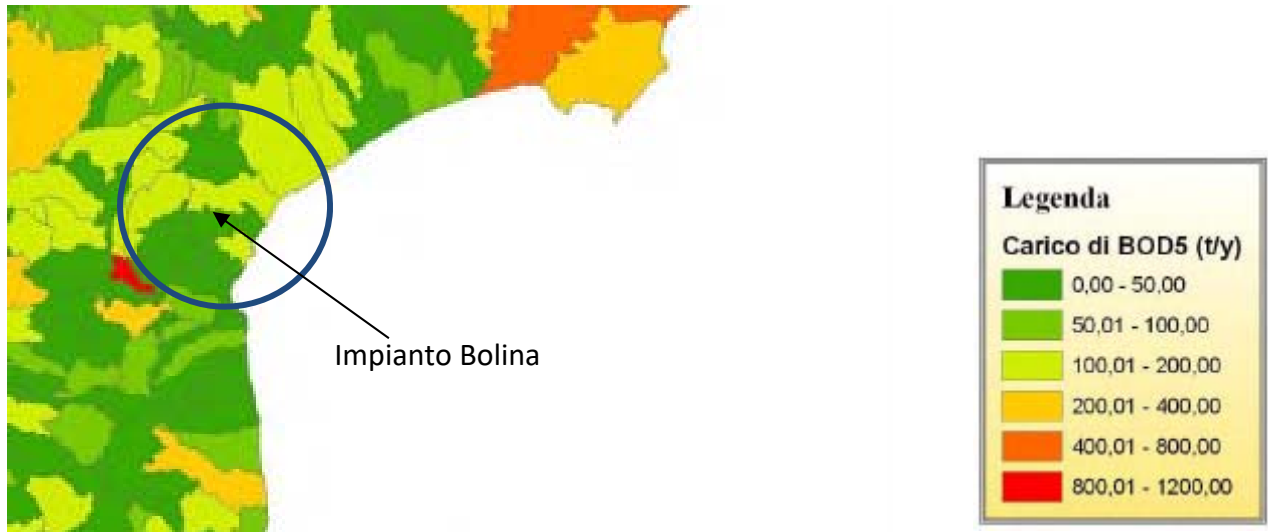 Impianto Bolina
Legenda
Carico di BOD5 (t/y)
0,00 - 50,00
50,01 - 100,00
100,01 - 200,00
200,01 - 400,00
400,01 - 800,00
800,01 - 1200,00